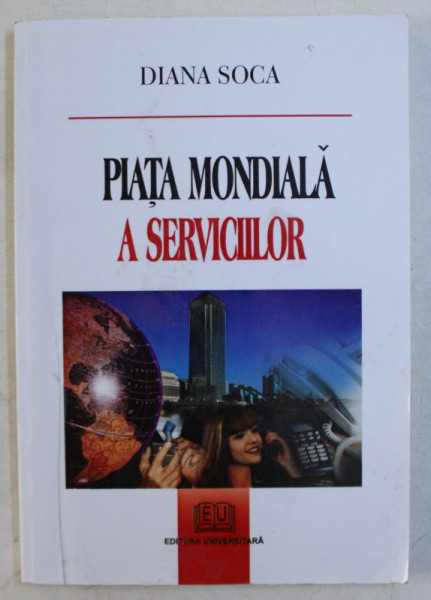 DIANA SOCA
PIAȚA MONDIALĂ
A SERVICIILOR
EU
EDITURA UNIVERSITARĂ